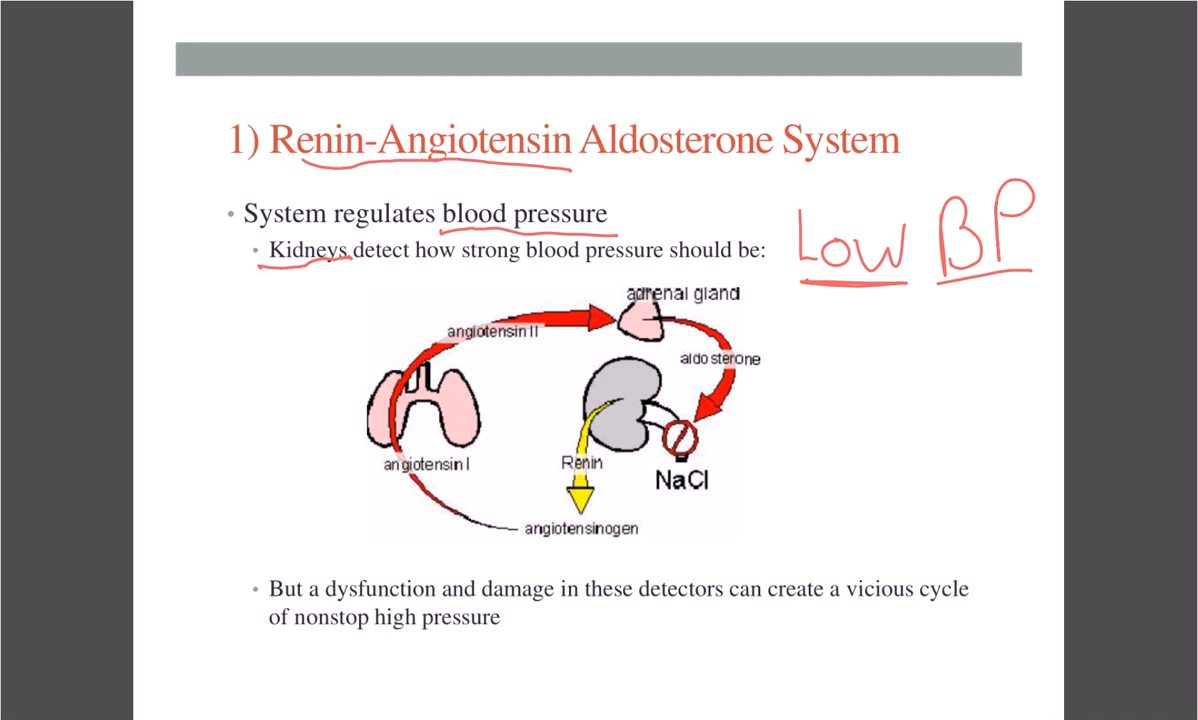 1) Renin-Angiotensin Aldosterone System
• System regulates blood pressure
• Kidneys detect how strong blood pressure should be:
Low BP
adrenal gland
angiotensin II
aldosterone
angiotensin I
Renin
NaCl
angiotensinogen
• But a dysfunction and damage in these detectors can create a vicious cycle
of nonstop high pressure